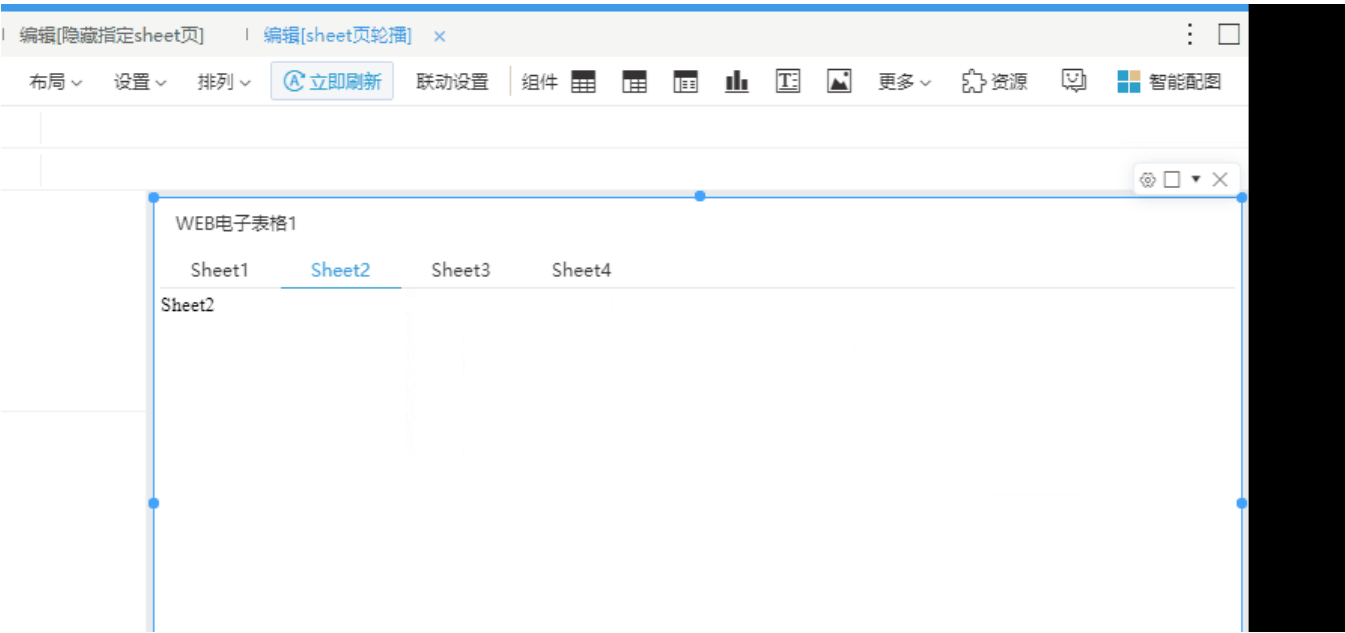 编辑[隐藏指定sheet页] 编辑[sheet页轮播]
布局 设置 排列 立即刷新 联动设置 组件 更多 资源 智能配图
WEB电子表格1
Sheet1 Sheet2 Sheet3 Sheet4
Sheet2